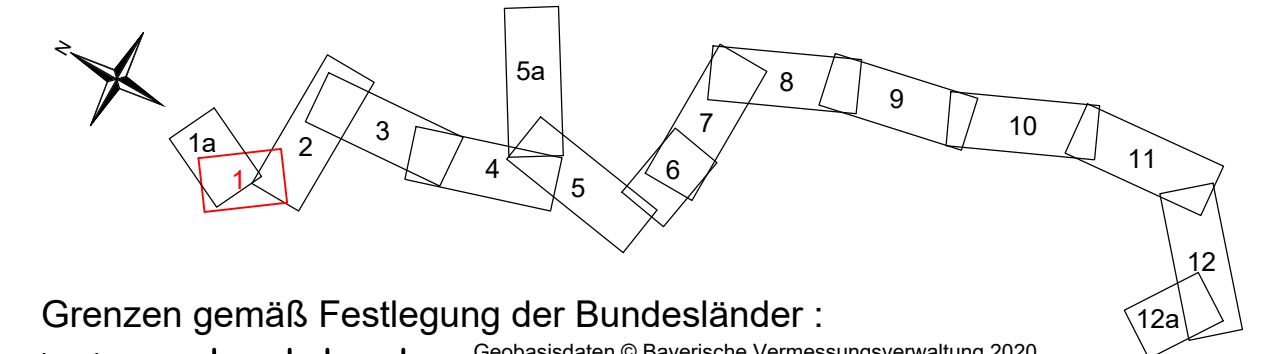 N
5a
8
9
10
7
3
1a
2
11
4
6
1
5
12
12a
Grenzen gemäß Festlegung der Bundesländer :
Geobasisdaten © Bayerische Vermessungsverwaltung 2020